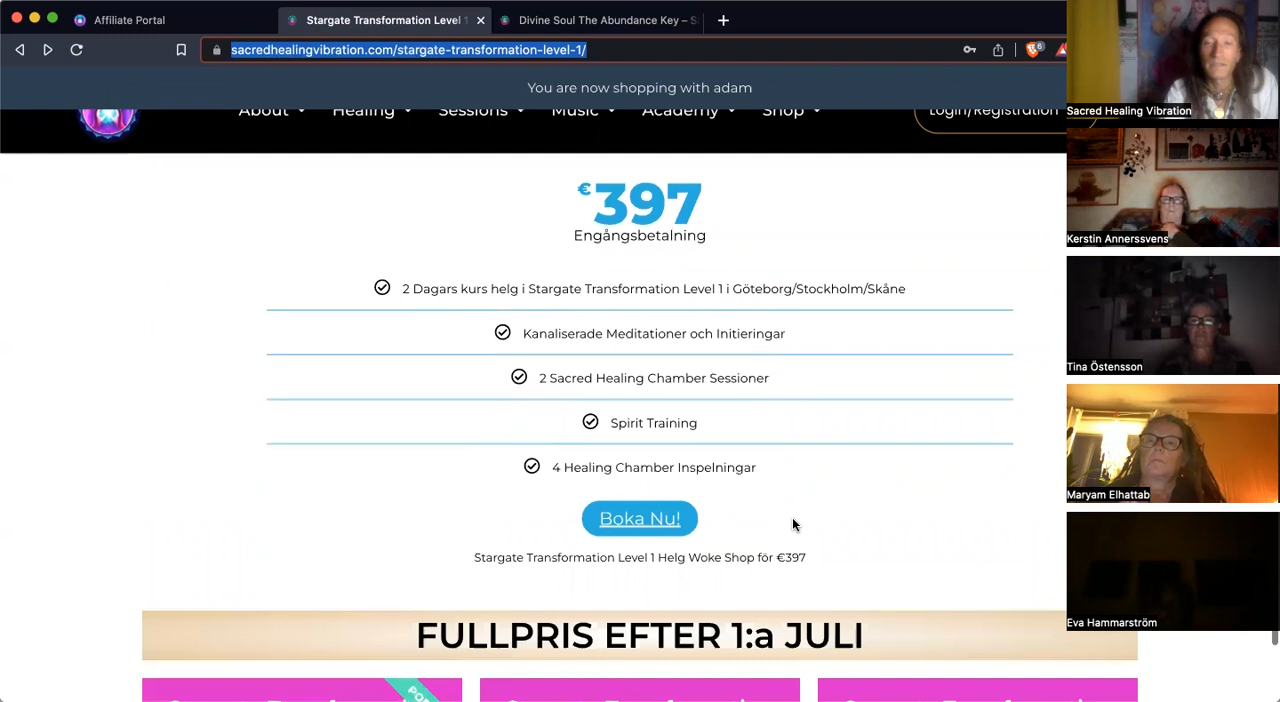 Affiliate Portal
Stargate Transformation Level 1
Divine Soul The Abundance Key – S
sacredhealingvibration.com/stargate-transformation-level-1/
6
You are now shopping with adam
About
Healing
Sessions
Music
Academy
Shop
Login/Registration
€397
Engångsbetalning
2 Dagars kurs helg i Stargate Transformation Level 1 i Göteborg/Stockholm/Skåne
Kanaliserade Meditationer och Initieringar
2 Sacred Healing Chamber Sessioner
Spirit Training
4 Healing Chamber Inspelningar
Boka Nu!
Stargate Transformation Level 1 Helg Woke Shop för €397
FULLPRIS EFTER 1:a JULI
Sacred Healing Vibration
Kerstin Annerssvens
Tina Östensson
Maryam Elhattab
Eva Hammarström